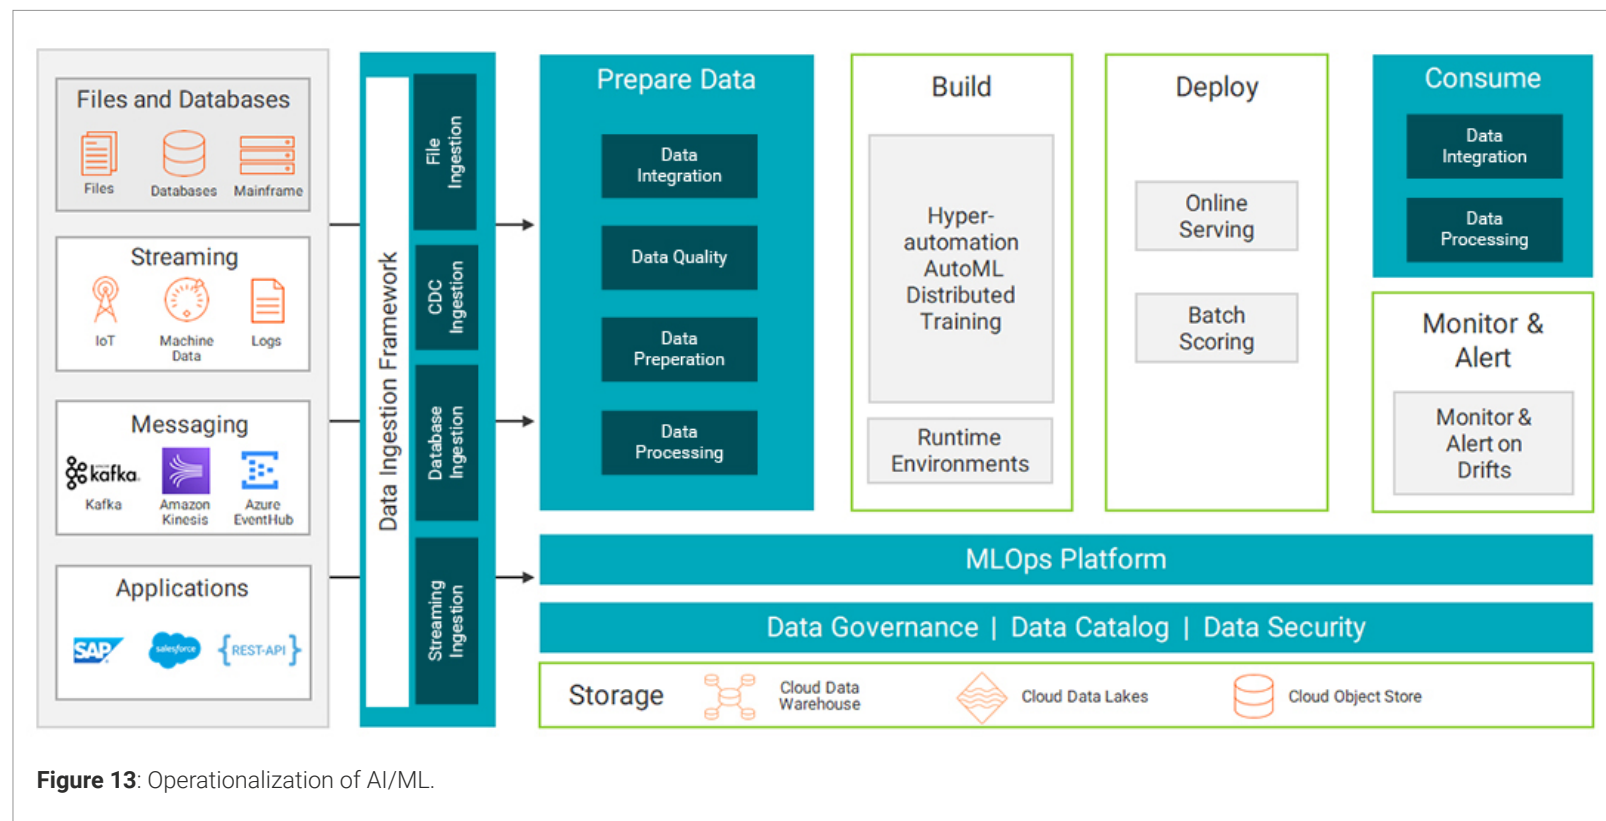 Files and Databases
Files
Databases
Mainframe
Streaming
IoT
Machine
Data
Logs
Messaging
kafka
Kafka
Amazon
Kinesis
Azure
EventHub
Applications
SAP
salesforce
{REST-API}
Data Ingestion Framework
File
Ingestion
CDC
Ingestion
Database
Ingestion
Streaming
Ingestion
Prepare Data
Data
Integration
Data Quality
Data
Preperation
Data
Processing
Build
Hyper-
automation
AutoML
Distributed
Training
Runtime
Environments
Deploy
Online
Serving
Batch
Scoring
Consume
Data
Integration
Data
Processing
Monitor &
Alert
Monitor &
Alert on
Drifts
MLOps Platform
Data Governance | Data Catalog | Data Security
Storage
Cloud Data
Warehouse
Cloud Data Lakes
Cloud Object Store
Figure 13: Operationalization of AI/ML.